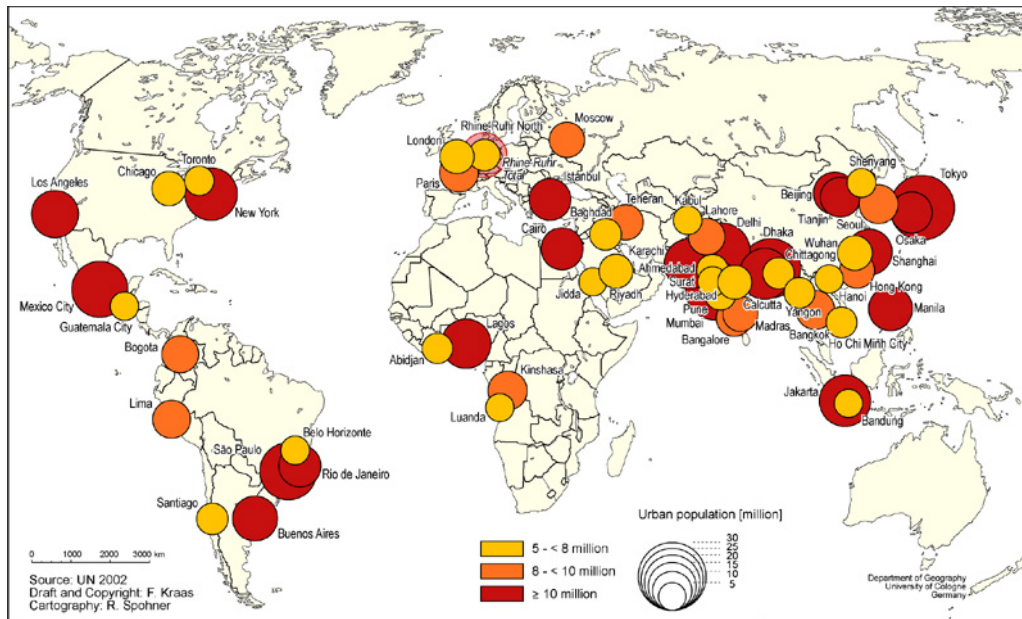 Moscow
Rhine-Ruhr North
London
Rhine-Ruhr
Total
Paris
Istanbul
Toronto
Chicago
Los Angeles
New York
Shenyang
Tokyo
Beijing
Tianjin
Seoul
Osaka
Teheran
Kabul
Lahore
Delhi
Dhaka
Baghdad
Cairo
Karachi
Wuhan
Chittagong
Shanghai
Ahmedabad
Surat
Jidda
Riyadh
Hyderabad
Calcutta
Hanoi
Hong Kong
Pune
Yangon
Manila
Mumbai
Madras
Bangkok
Bangalore
Ho Chi Minh City
Mexico City
Guatemala City
Lagos
Abidjan
Bogota
Kinshasa
Lima
Luanda
Jakarta
Bandung
Belo Horizonte
São Paulo
Rio de Janeiro
Santiago
Buenos Aires
0 1000 2000 3000 km
Source: UN 2002
Draft and Copyright: F. Kraas
Cartography: R. Spohner
5 - < 8 million
8 - < 10 million
≥ 10 million
Urban population [million]
30
25
20
15
10
5
Department of Geography
University of Cologne
Germany